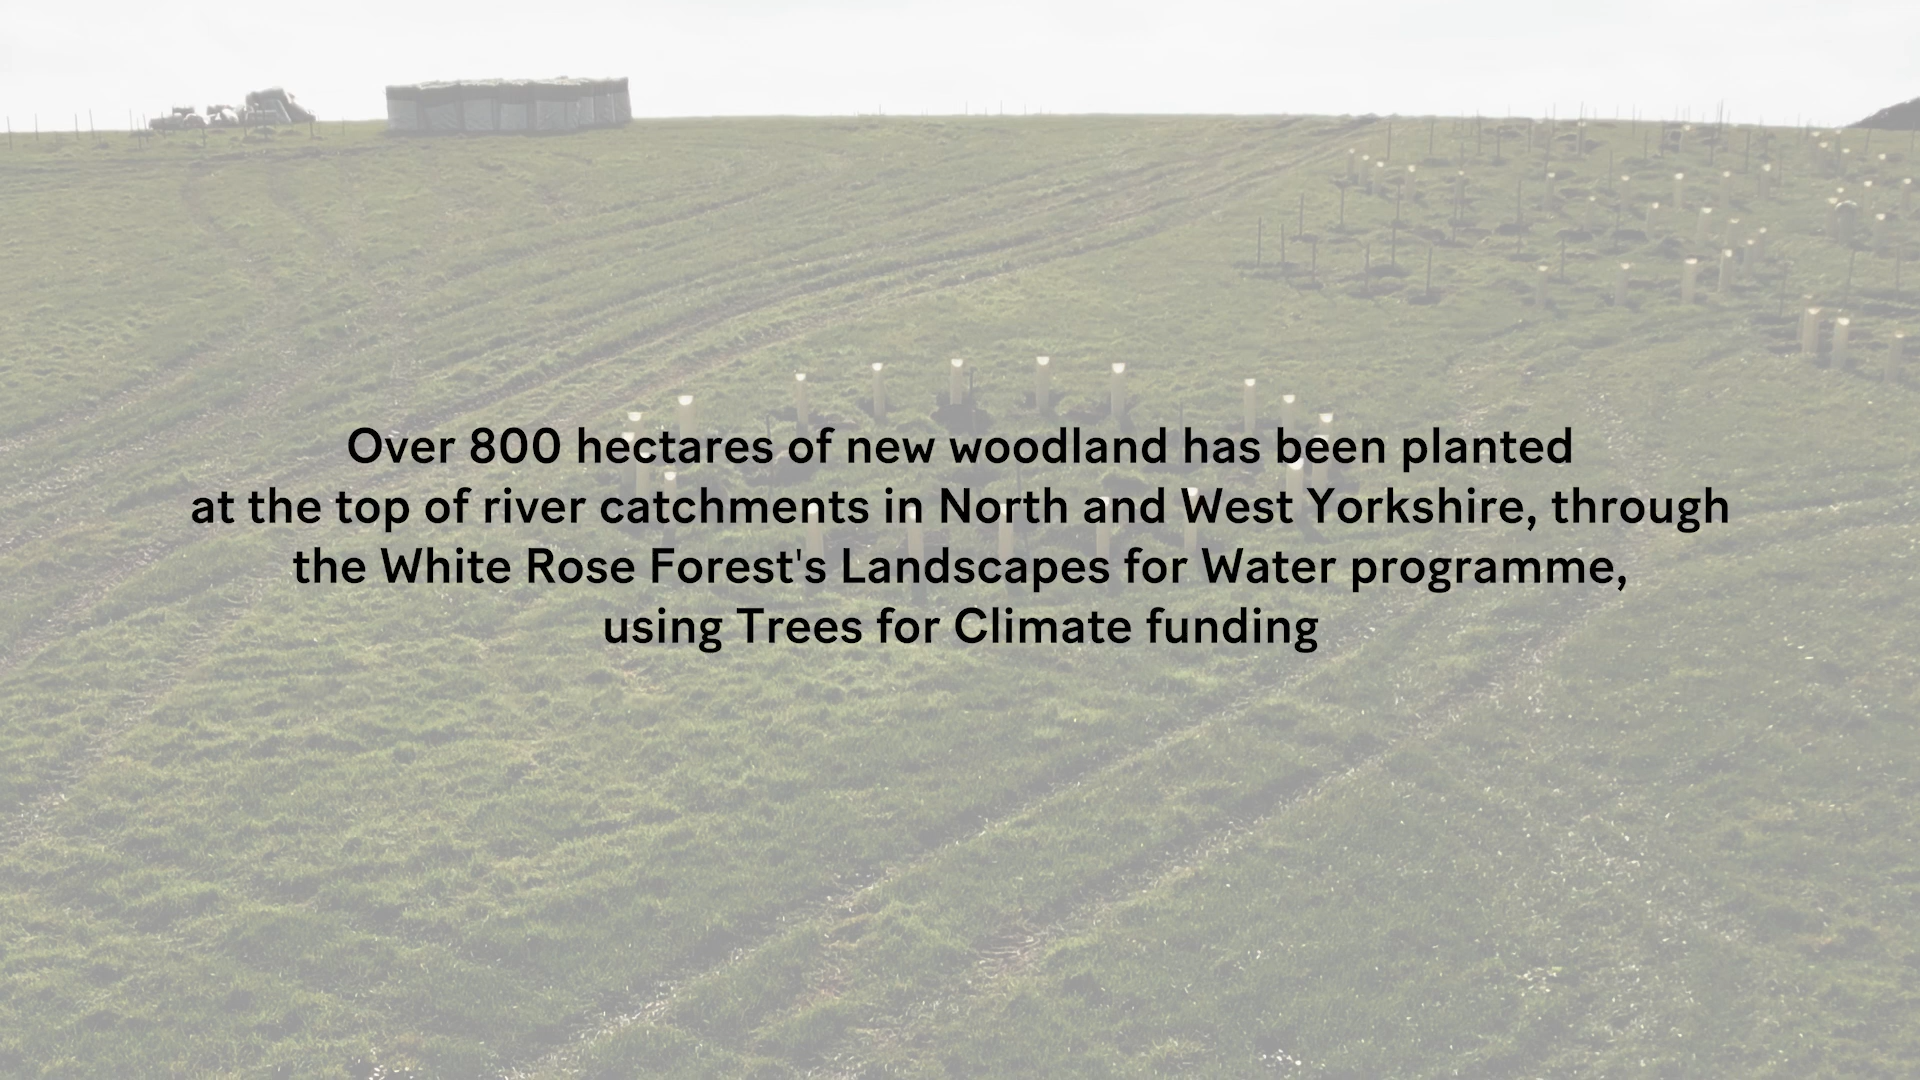 Over 800 hectares of new woodland has been planted
at the top of river catchments in North and West Yorkshire, through
the White Rose Forest's Landscapes for Water programme,
using Trees for Climate funding